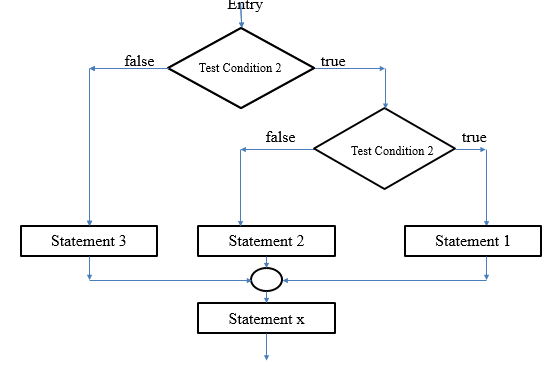 Entry
false
Test Condition 2
true
false
Test Condition 2
true
Statement 3
Statement 2
Statement 1
Statement x